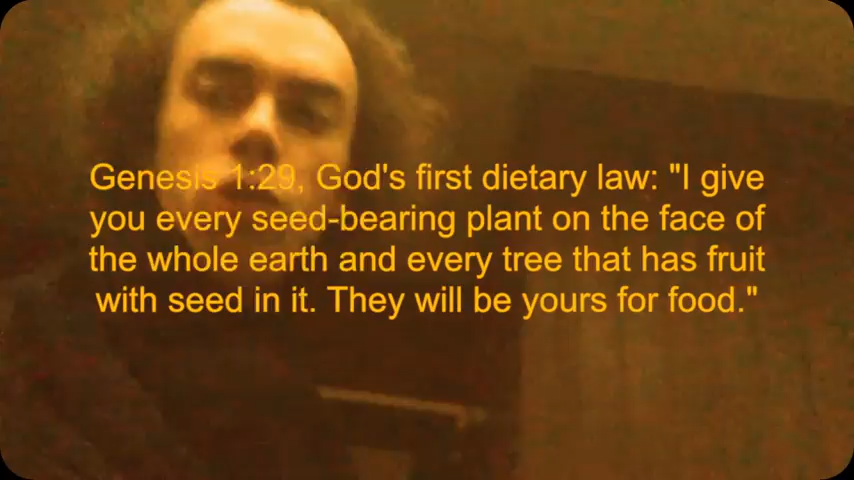 Genesis 1:29, God's first dietary law: "I give
you every seed-bearing plant on the face of
the whole earth and every tree that has fruit
with seed in it. They will be yours for food."